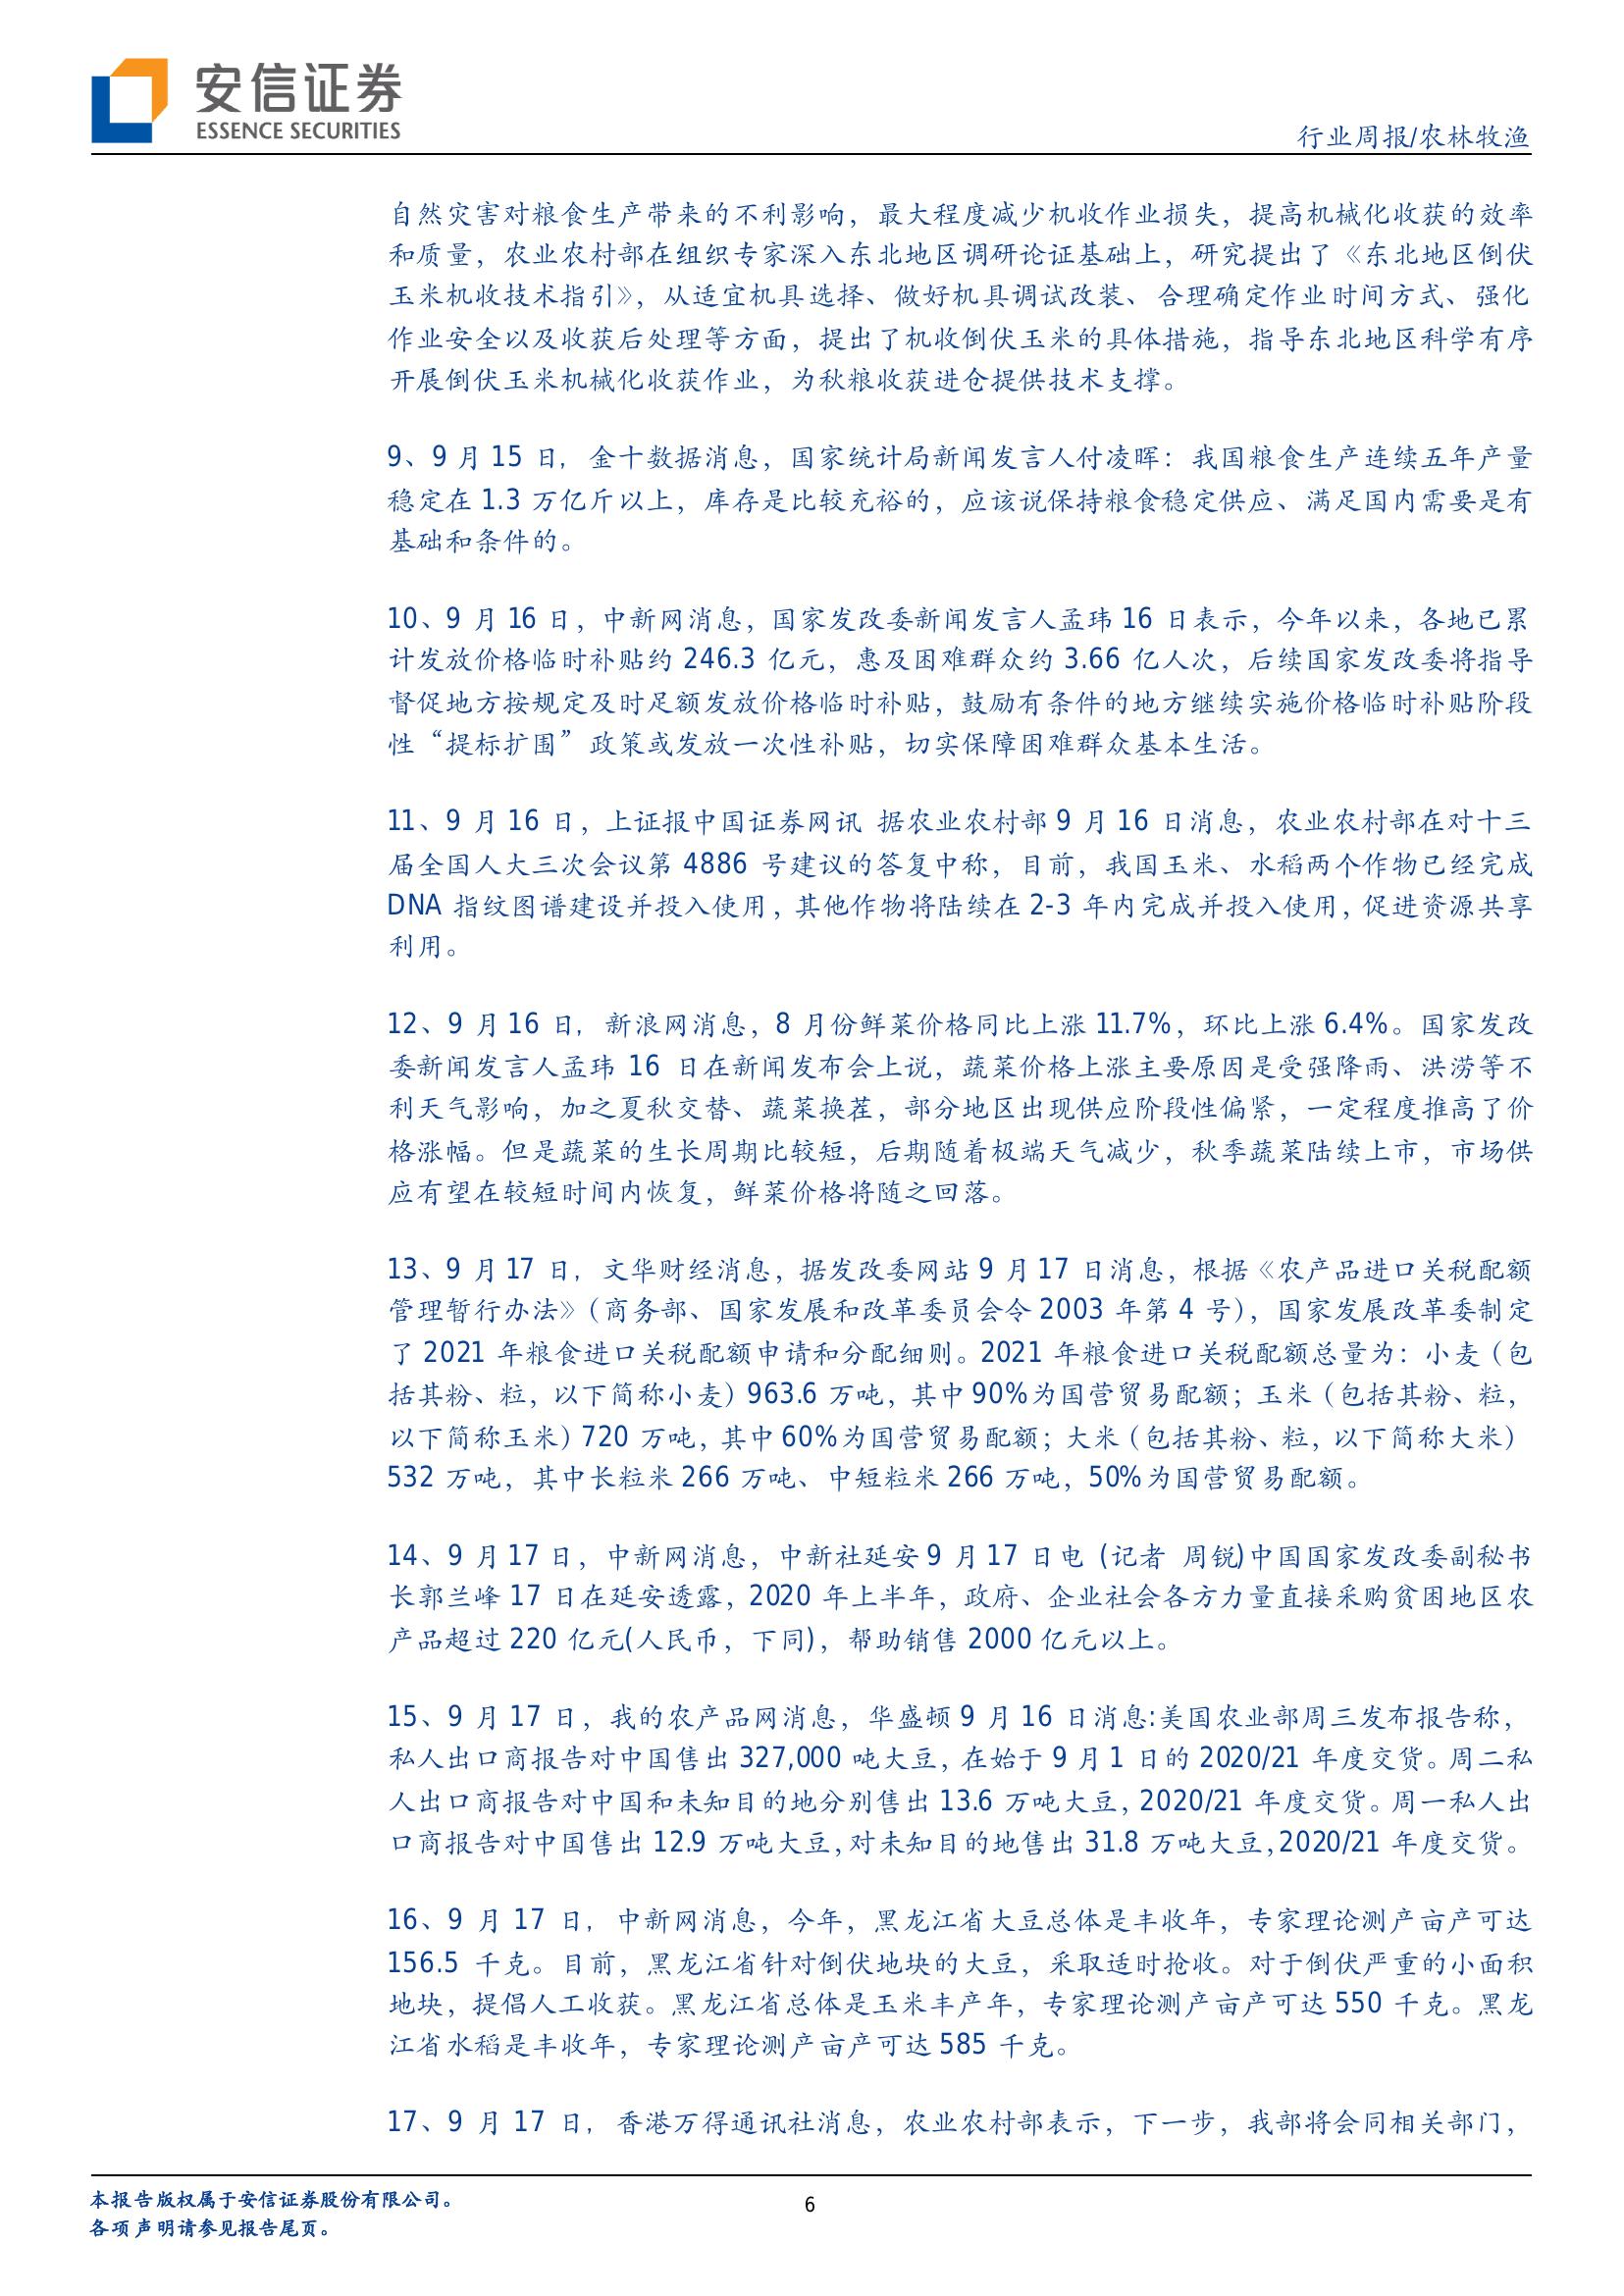 安信证券
ESSENCE SECURITIES
行业周报/农林牧渔
自然灾害对粮食生产带来的不利影响，最大程度减少机收作业损失，提高机械化收获的效率
和质量，农业农村部在组织专家深入东北地区调研论证基础上，研究提出了《东北地区倒伏
玉米机收技术指引》，从适宜机具选择、做好机具调试改装、合理确定作业时间方式、强化
作业安全以及收获后处理等方面，提出了机收倒伏玉米的具体措施，指导东北地区科学有序
开展倒伏玉米机械化收获作业，为秋粮收获进仓提供技术支撑。
9、9 月 15 日，金十数据消息，国家统计局新闻发言人付凌晖：我国粮食生产连续五年产量
稳定在 1.3 万亿斤以上，库存是比较充裕的，应该说保持粮食稳定供应、满足国内需要是有
基础和条件的。
10、9 月 16 日，中新网消息，国家发改委新闻发言人孟玮 16 日表示，今年以来，各地已累
计发放价格临时补贴约 246.3 亿元，惠及困难群众约 3.66 亿人次，后续国家发改委将指导
督促地方按规定及时足额发放价格临时补贴，鼓励有条件的地方继续实施价格临时补贴阶段
性“提标扩围”政策或发放一次性补贴，切实保障困难群众基本生活。
11、9 月 16 日，上证报中国证券网讯 据农业农村部 9 月 16 日消息，农业农村部在对十三
届全国人大三次会议第 4886 号建议的答复中称，目前，我国玉米、水稻两个作物已经完成
DNA 指纹图谱建设并投入使用，其他作物将陆续在 2-3 年内完成并投入使用，促进资源共享
利用。
12、9 月 16 日，新浪网消息，8 月份鲜菜价格同比上涨 11.7%，环比上涨 6.4%。国家发改
委新闻发言人孟玮 16 日在新闻发布会上说，蔬菜价格上涨主要原因是受强降雨、洪涝等不
利天气影响，加之夏秋交替、蔬菜换茬，部分地区出现供应阶段性偏紧，一定程度推高了价
格涨幅。但是蔬菜的生长周期比较短，后期随着极端天气减少，秋季蔬菜陆续上市，市场供
应有望在较短时间内恢复，鲜菜价格将随之回落。
13、9 月 17 日，文华财经消息，据发改委网站 9 月 17 日消息，根据《农产品进口关税配额
管理暂行办法》（商务部、国家发展和改革委员会令 2003 年第 4 号），国家发展改革委制定
了 2021 年粮食进口关税配额申请和分配细则。2021 年粮食进口关税配额总量为：小麦（包
括其粉、粒，以下简称小麦）963.6 万吨，其中 90%为国营贸易配额；玉米（包括其粉、粒，
以下简称玉米）720 万吨，其中 60%为国营贸易配额；大米（包括其粉、粒，以下简称大米）
532 万吨，其中长粒米 266 万吨、中短粒米 266 万吨，50%为国营贸易配额。
14、9 月 17 日，中新网消息，中新社延安 9 月 17 日电 (记者 周锐)中国国家发改委副秘书
长郭兰峰 17 日在延安透露，2020 年上半年，政府、企业社会各方力量直接采购贫困地区农
产品超过 220 亿元(人民币，下同)，帮助销售 2000 亿元以上。
15、9 月 17 日，我的农产品网消息，华盛顿 9 月 16 日消息:美国农业部周三发布报告称，
私人出口商报告对中国售出 327,000 吨大豆，在始于 9 月 1 日的 2020/21 年度交货。周二私
人出口商报告对中国和未知目的地分别售出 13.6 万吨大豆，2020/21 年度交货。周一私人出
口商报告对中国售出 12.9 万吨大豆，对未知目的地售出 31.8 万吨大豆，2020/21 年度交货。
16、9 月 17 日，中新网消息，今年，黑龙江省大豆总体是丰收年，专家理论测产亩产可达
156.5 千克。目前，黑龙江省针对倒伏地块的大豆，采取适时抢收。对于倒伏严重的小面积
地块，提倡人工收获。黑龙江省总体是玉米丰产年，专家理论测产亩产可达 550 千克。黑龙
江省水稻是丰收年，专家理论测产亩产可达 585 千克。
17、9 月 17 日，香港万得通讯社消息，农业农村部表示，下一步，我部将会同相关部门，
本报告版权属于安信证券股份有限公司。
6
各项声明请参见报告尾页。